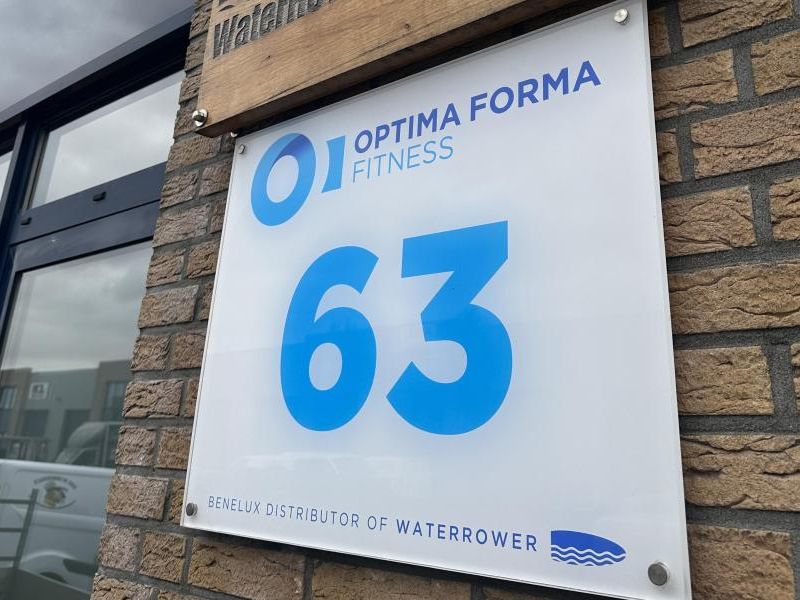 OPTIMA FORMA
FITNESS
63
BENELUX DISTRIBUTOR OF WATERROWER